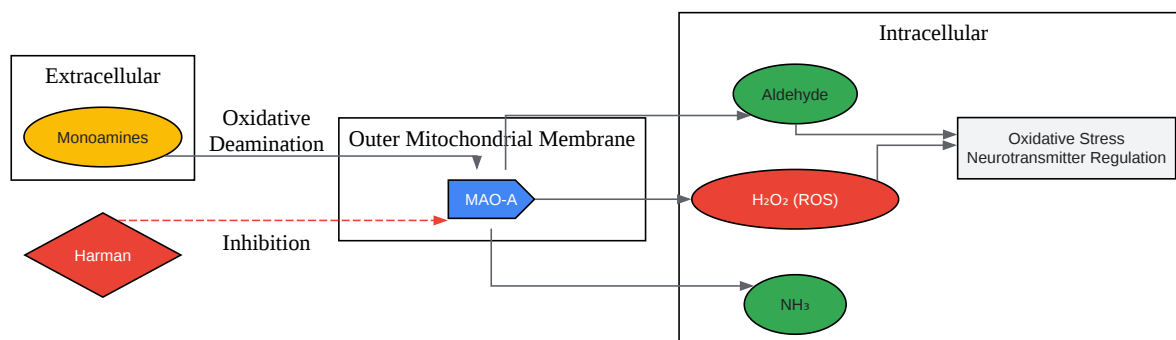 Extracellular
Monoamines
Oxidative
Deamination
Outer Mitochondrial Membrane
MAO-A
Harman
Inhibition
Intracellular
Aldehyde
H₂O₂ (ROS)
NH₃
Oxidative Stress
Neurotransmitter Regulation